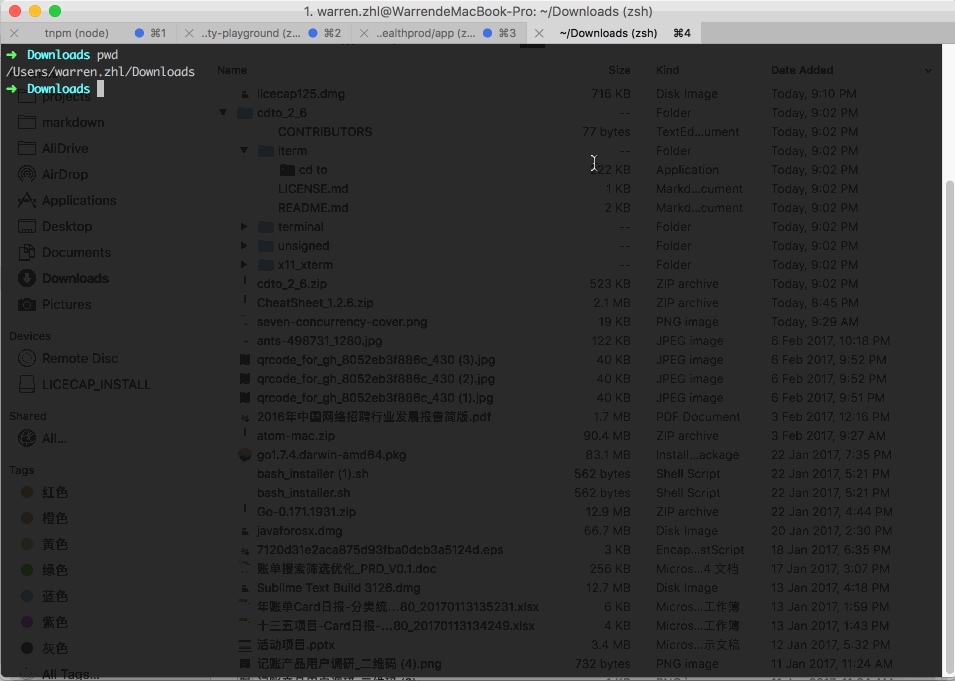 1. warren.zhl@WarrendeMacBook-Pro: ~/Downloads (zsh)
tnpm (node) ⌘1 ..ty-playground (z... ⌘2 ..ealthprod/app (z... ⌘3 ~/Downloads (zsh) ⌘4
➜ Downloads pwd
/Users/warren.zhl/Downloads
➜ Downloads
Name Size Kind Date Added
projects
markdown
AliDrive
AirDrop
Applications
Desktop
Documents
Downloads
Pictures
Devices
Remote Disc
LICECAP_INSTALL
Shared
All...
Tags
红色
橙色
黄色
绿色
蓝色
紫色
灰色
All Tags...
licecap125.dmg 716 KB Disk Image Today, 9:10 PM
cdto_2_6 -- Folder Today, 9:02 PM
CONTRIBUTORS 77 bytes TextEd...ument Today, 9:02 PM
iterm -- Folder Today, 9:02 PM
cd to 22 KB Application Today, 9:02 PM
LICENSE.md 1 KB Markd...cument Today, 9:02 PM
README.md 2 KB Markd...cument Today, 9:02 PM
terminal -- Folder Today, 9:02 PM
unsigned -- Folder Today, 9:02 PM
x11_xterm -- Folder Today, 9:02 PM
cdto_2_6.zip 523 KB ZIP archive Today, 9:02 PM
CheatSheet_1.2.6.zip 2.1 MB ZIP archive Today, 8:45 PM
seven-concurrency-cover.png 19 KB PNG image Today, 9:29 AM
ants-498731_1280.jpg 122 KB JPEG image 6 Feb 2017, 10:18 PM
qrcode_for_gh_8052eb3f886c_430 (3).jpg 40 KB JPEG image 6 Feb 2017, 9:52 PM
qrcode_for_gh_8052eb3f886c_430 (2).jpg 40 KB JPEG image 6 Feb 2017, 9:52 PM
qrcode_for_gh_8052eb3f886c_430 (1).jpg 40 KB JPEG image 6 Feb 2017, 9:51 PM
2016年中国网络招聘行业发展报告简版.pdf 1.7 MB PDF Document 3 Feb 2017, 12:16 PM
atom-mac.zip 90.4 MB ZIP archive 3 Feb 2017, 9:27 AM
go1.7.4.darwin-amd64.pkg 83.1 MB Install...ackage 22 Jan 2017, 7:35 PM
bash_installer (1).sh 562 bytes Shell Script 22 Jan 2017, 5:21 PM
bash_installer.sh 562 bytes Shell Script 22 Jan 2017, 5:21 PM
Go-0.171.1931.zip 12.9 MB ZIP archive 22 Jan 2017, 4:44 PM
javaforosx.dmg 66.7 MB Disk Image 20 Jan 2017, 2:30 PM
7120d31e2aca875d93fba0dcb3a5124d.eps 3 KB Encap...stScript 18 Jan 2017, 6:35 PM
账单搜索筛选优化_PRD_V0.1.doc 256 KB Micros...4 文档 17 Jan 2017, 3:07 PM
Sublime Text Build 3126.dmg 12.7 MB Disk Image 13 Jan 2017, 4:18 PM
年账单Card日报-分类统...80_20170113135231.xlsx 6 KB Micros...工作簿 13 Jan 2017, 1:59 PM
十三五项目-Card日报-...80_20170113134249.xlsx 4 KB Micros...工作簿 13 Jan 2017, 1:43 PM
活动项目.pptx 3.4 MB Micros...示文稿 12 Jan 2017, 5:32 PM
记账产品用户调研_二维码 (4).png 732 bytes PNG image 11 Jan 2017, 11:24 AM